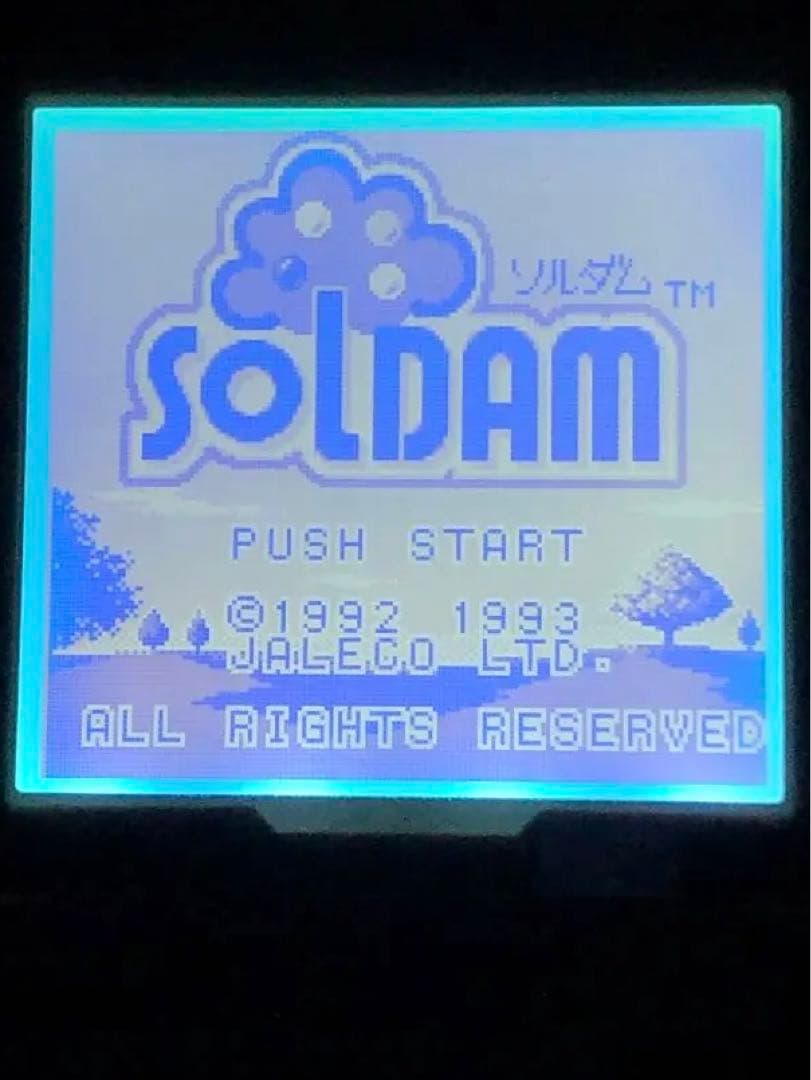 ソルダム TM
SOLDAM
PUSH START
©1992 1993
JALECO LTD.
ALL RIGHTS RESERVED